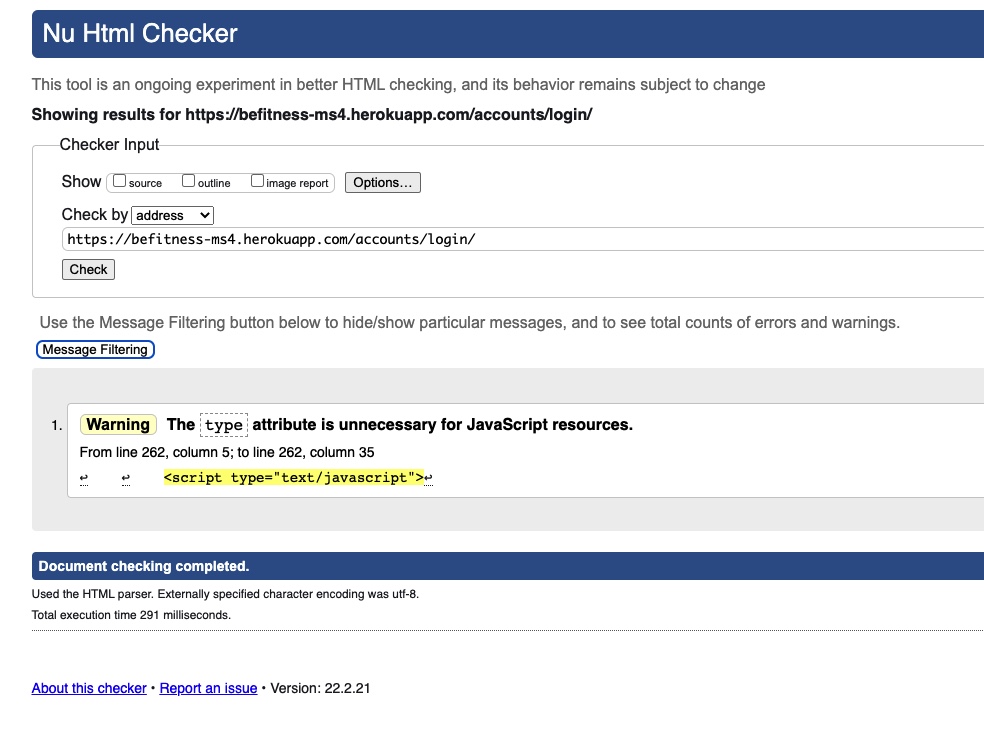 Nu Html Checker
This tool is an ongoing experiment in better HTML checking, and its behavior remains subject to change
Showing results for https://befitness-ms4.herokuapp.com/accounts/login/
Checker Input
Show source outline image report Options...
Check by address
https://befitness-ms4.herokuapp.com/accounts/login/
Check
Use the Message Filtering button below to hide/show particular messages, and to see total counts of errors and warnings.
Message Filtering
1. Warning The type attribute is unnecessary for JavaScript resources.
From line 262, column 5; to line 262, column 35
↩ ↩ <script type="text/javascript">↩
Document checking completed.
Used the HTML parser. Externally specified character encoding was utf-8.
Total execution time 291 milliseconds.
About this checker • Report an issue • Version: 22.2.21